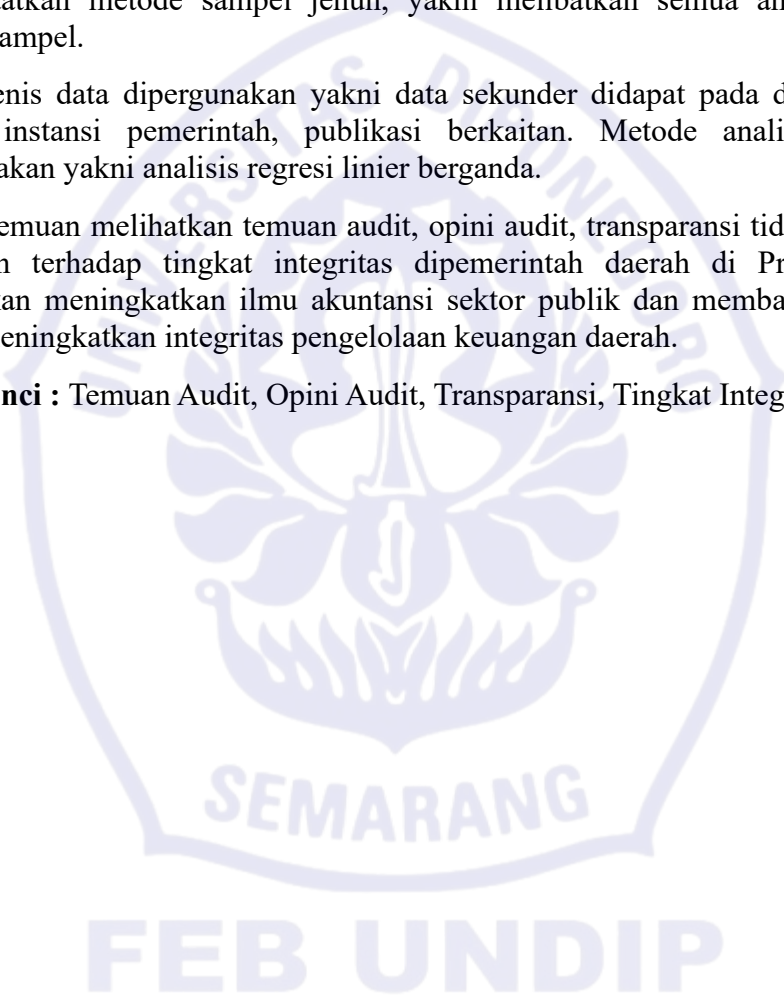 metode sampel jenuh, yakni melibatkan semua
ampel.
enis data dipergunakan yakni data sekunder didapat pada d
instansi pemerintah, publikasi berkaitan. Metode anali
akan yakni analisis regresi linier berganda.
emuan melihatkan temuan audit, opini audit, transparansi tid
n terhadap tingkat integritas dipemerintah daerah di Pr
kan meningkatkan ilmu akuntansi sektor publik dan memba
eningkatkan integritas pengelolaan keuangan daerah.
nci : Temuan Audit, Opini Audit, Transparansi, Tingkat Integ
UNIVERSITAS DIPONEGORO
SEMARANG
FEB UNDIP